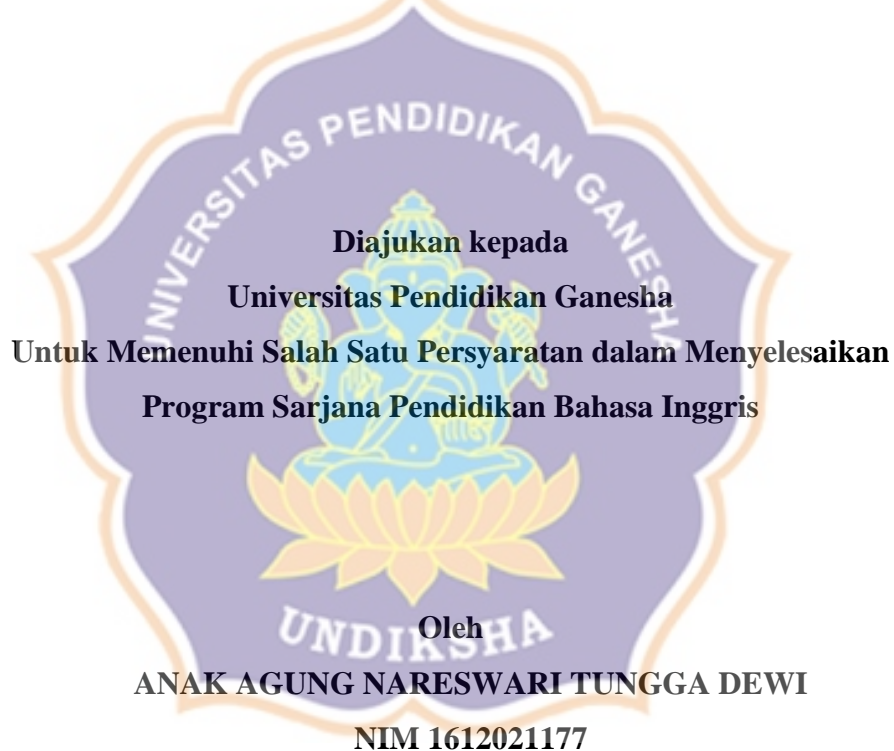 UNIVERSITAS PENDIDIKAN GANESHA
Diajukan kepada
Universitas Pendidikan Ganesha
Untuk Memenuhi Salah Satu Persyaratan dalam Menyelesaikan
Program Sarjana Pendidikan Bahasa Inggris
UNDIKSHA
Oleh
ANAK AGUNG NARESWARI TUNGGA DEWI
NIM 1612021177